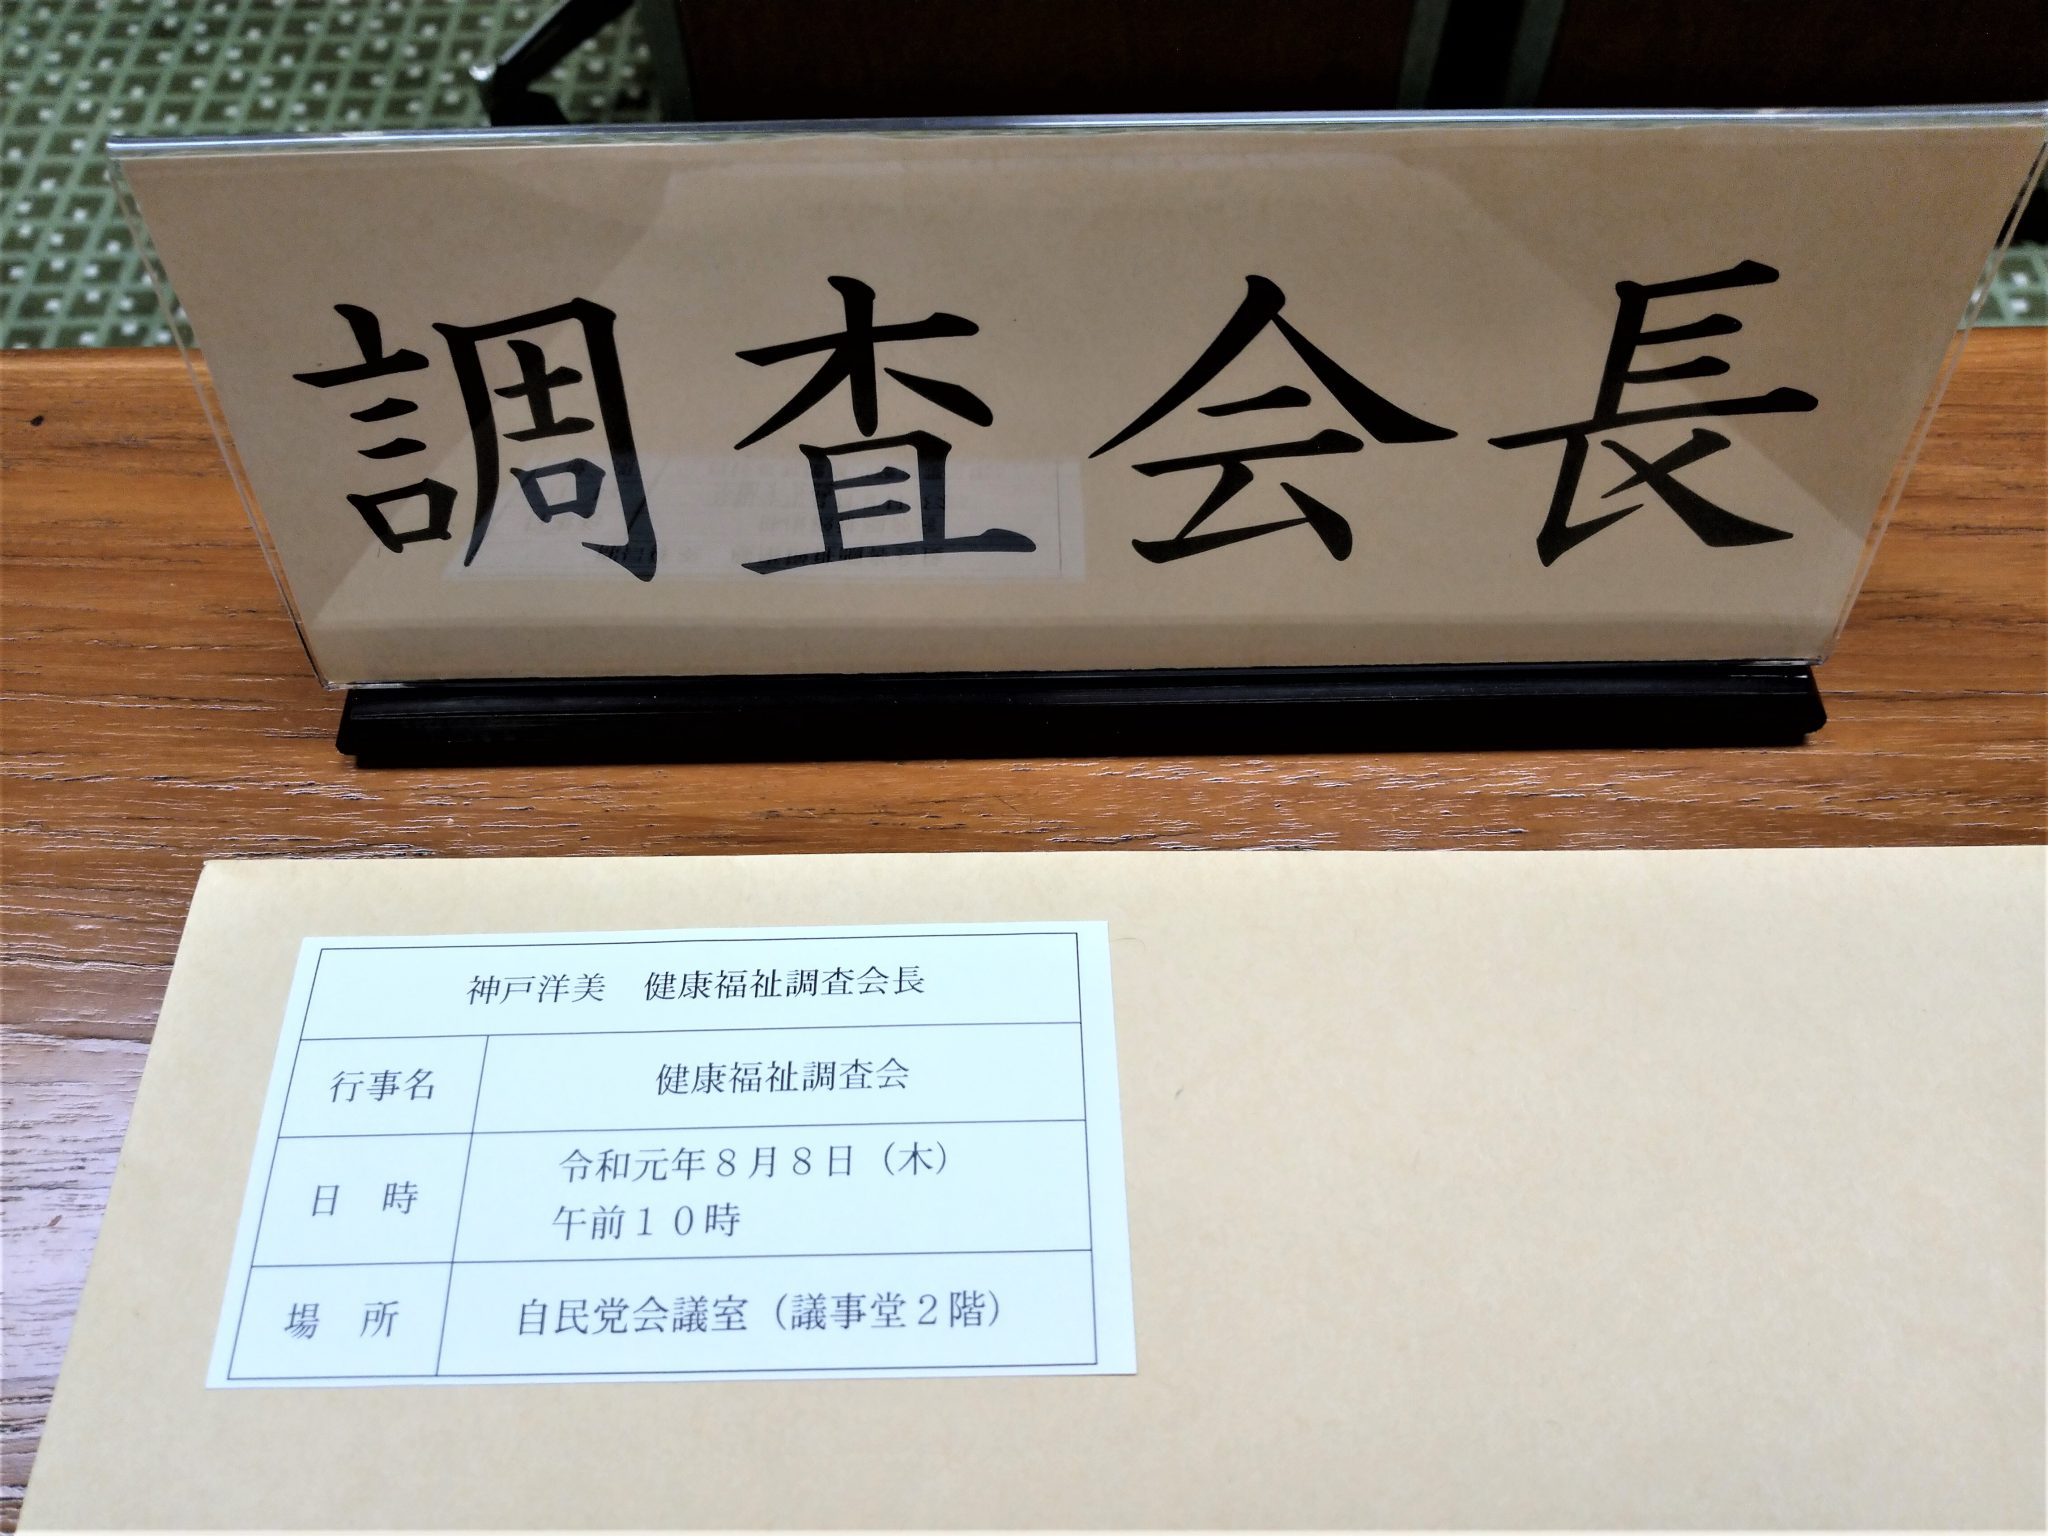 調査会長
神戸洋美　健康福祉調査会長
行事名　健康福祉調査会
日　時　令和元年８月８日（木）
午前１０時
場　所　自民党会議室（議事堂２階）